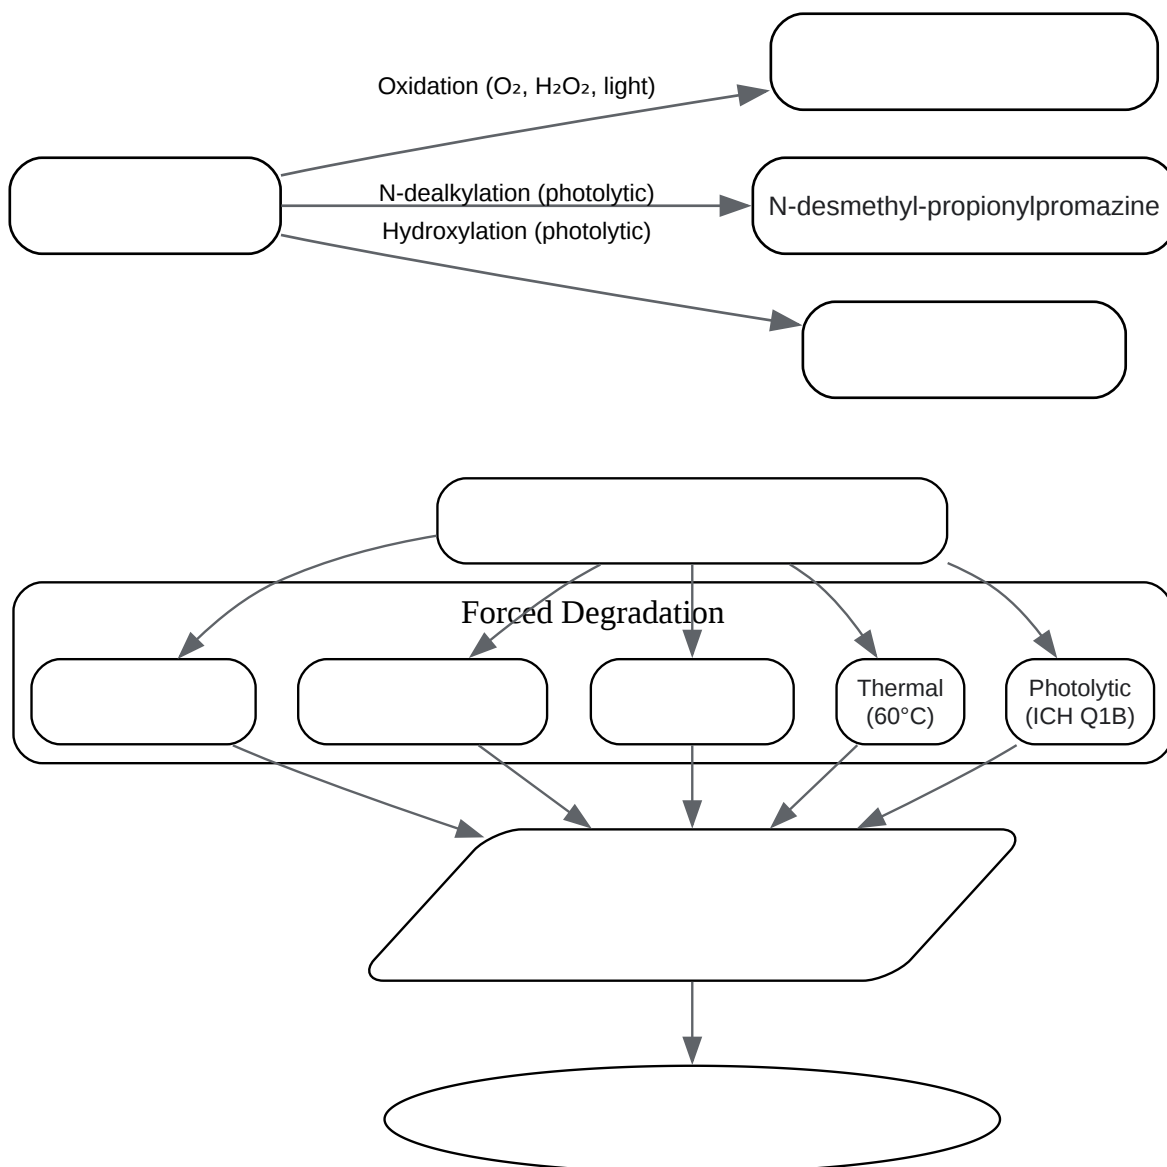 Oxidation (O₂, H₂O₂, light)
N-dealkylation (photolytic)
N-desmethyl-propionylpromazine
Hydroxylation (photolytic)
Forced Degradation
Thermal
(60°C)
Photolytic
(ICH Q1B)